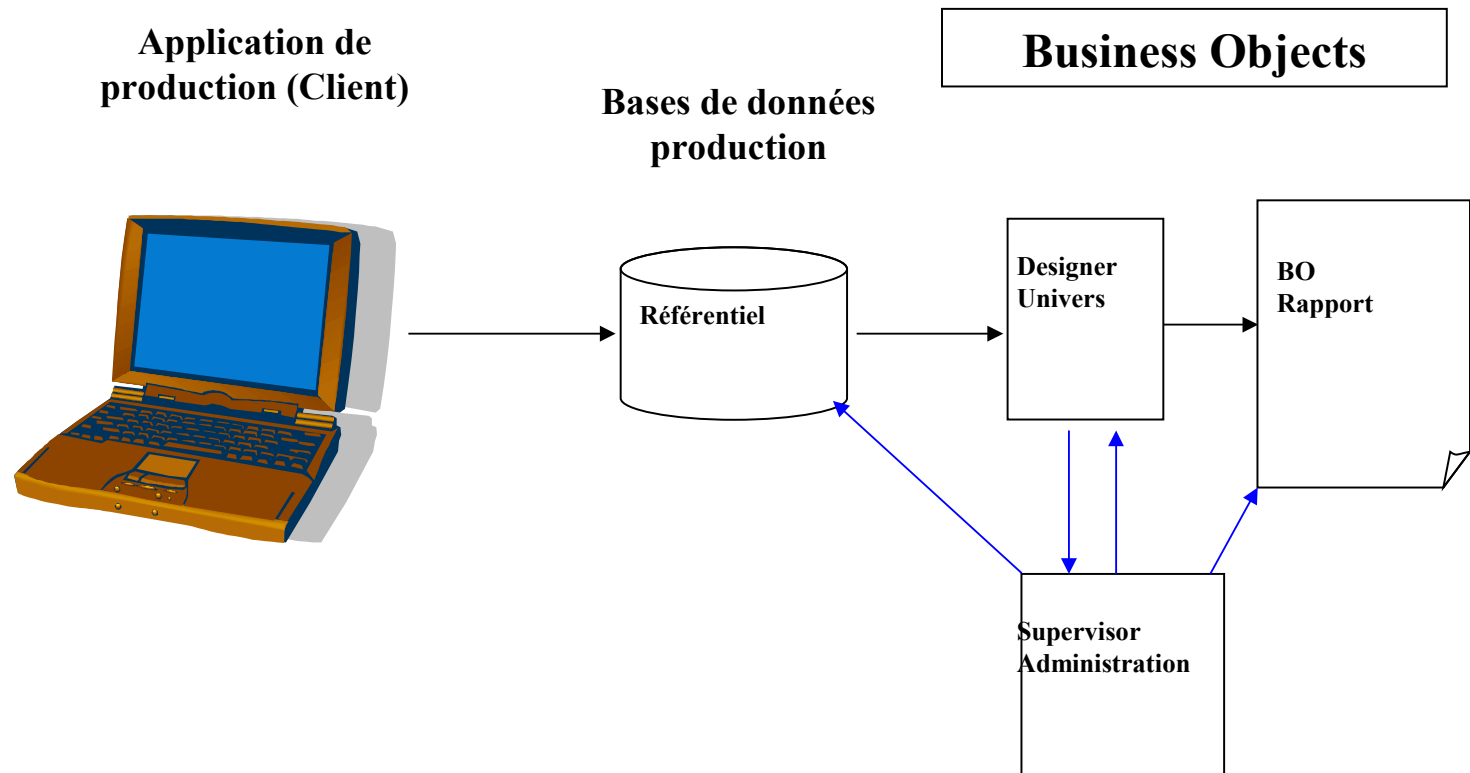 Application de
production (Client)
Bases de données
production
Business Objects
Référentiel
Designer
Univers
BO
Rapport
Supervisor
Administration